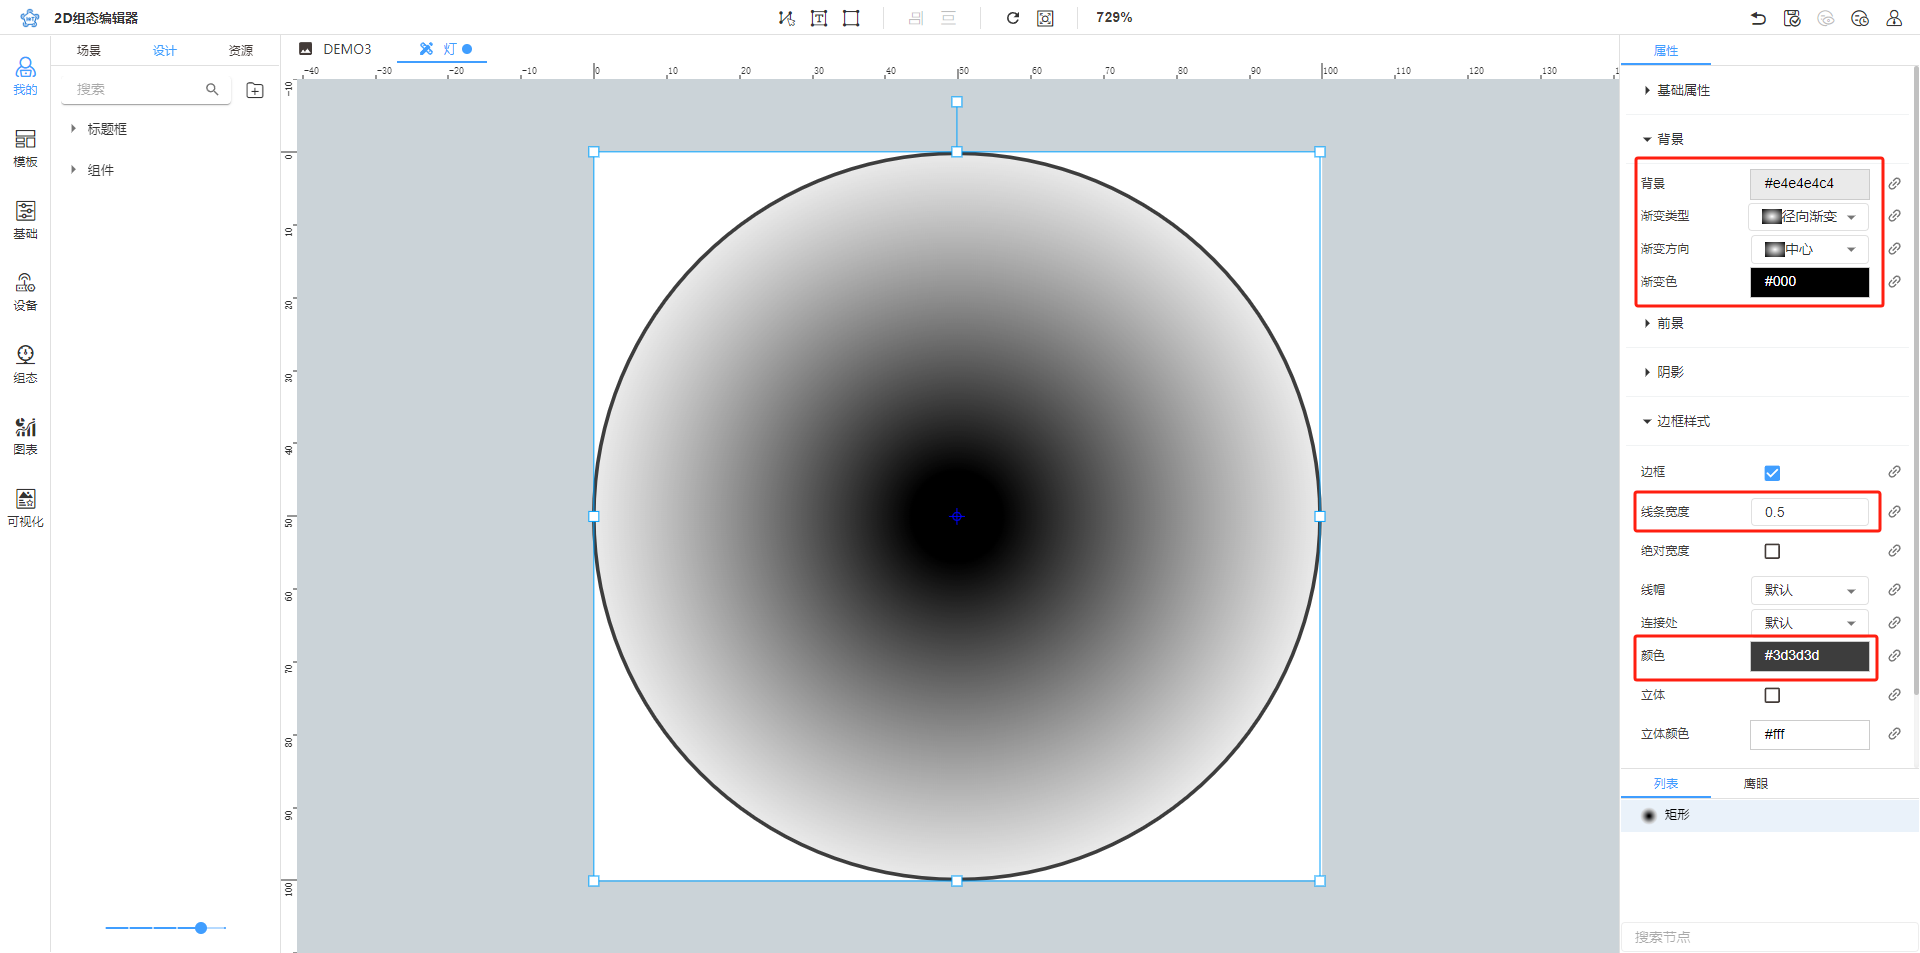 2D组态编辑器
729%
场景
设计
资源
DEMO3
灯
属性
我的
搜索
标题框
组件
模板
基础
设备
组态
图表
可视化
-40
-30
-20
-10
0
10
20
30
40
50
60
70
80
90
100
110
120
130
-10
0
10
20
30
40
50
60
70
80
90
100
基础属性
背景
背景
#e4e4e4c4
渐变类型
径向渐变
渐变方向
中心
渐变色
#000
前景
阴影
边框样式
边框
线条宽度
0.5
绝对宽度
线帽
默认
连接处
默认
颜色
#3d3d3d
立体
立体颜色
#fff
列表
鹰眼
矩形
搜索节点